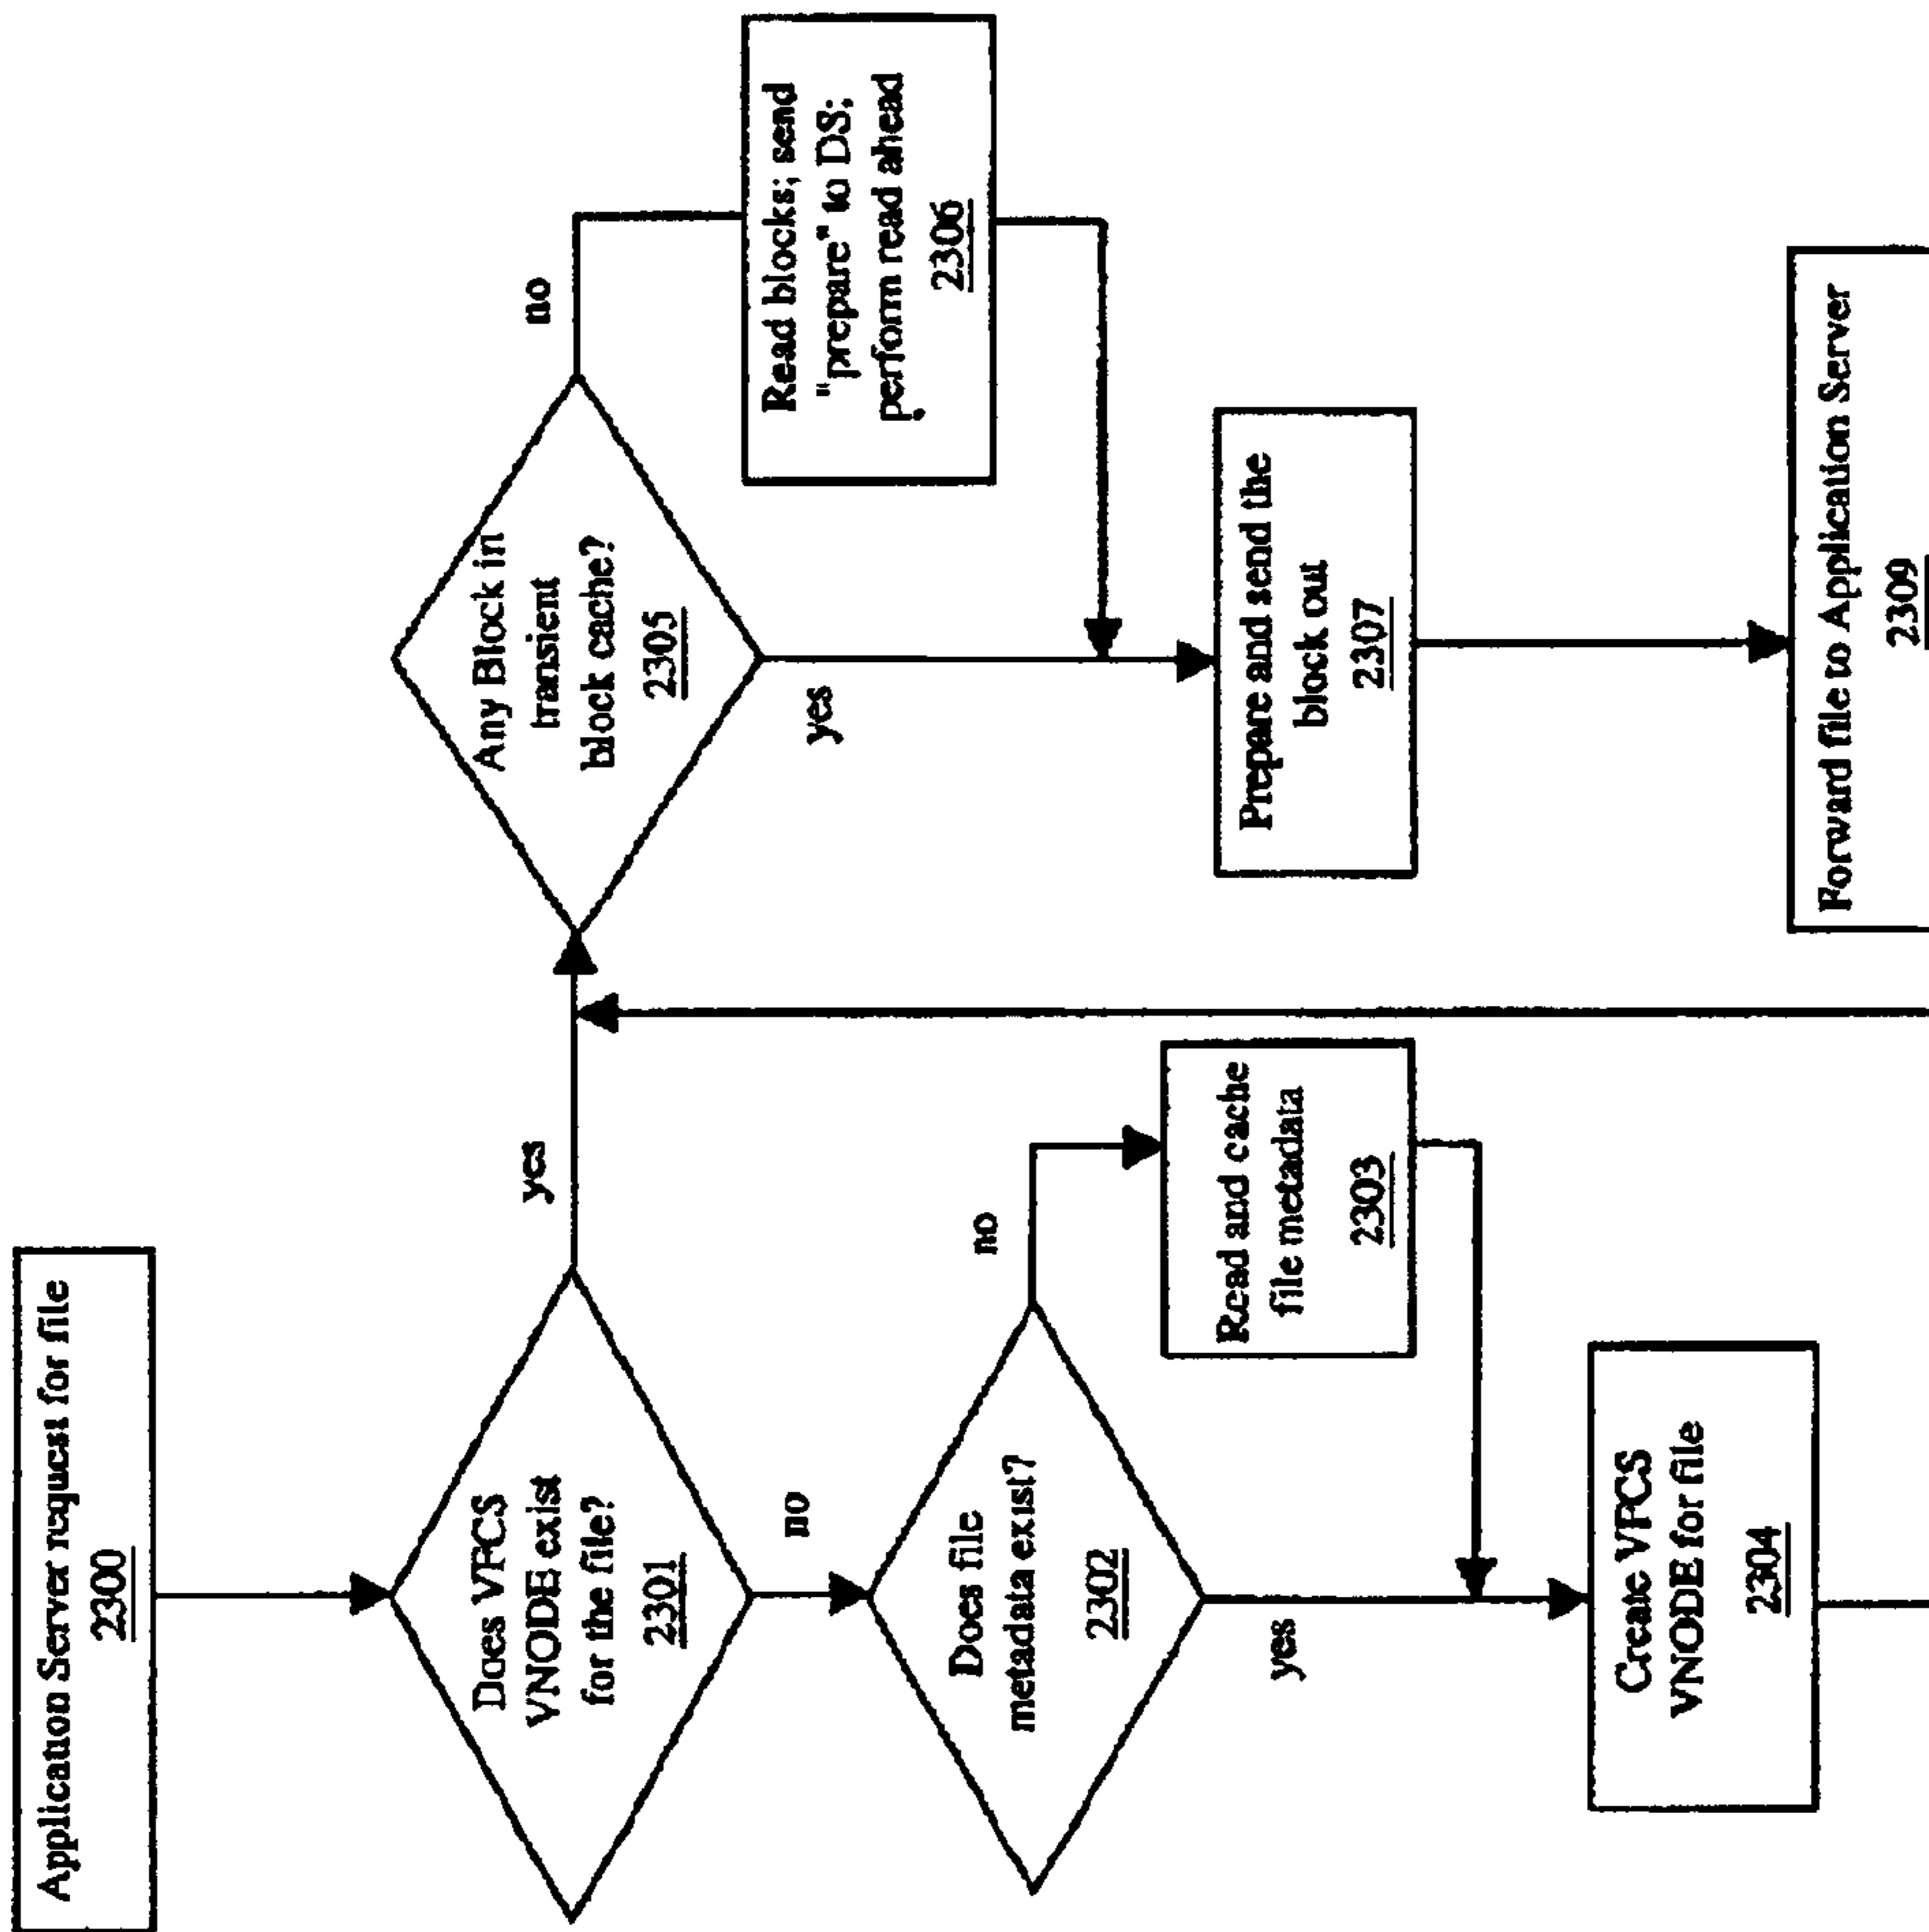 Application Server request for file
2300
Does VFCS
VNODE exist
for the file?
2301
yes
no
Does file
metadata exist?
2302
no
yes
Read and cache
file metadata
2303
Create VFCS
VNODE for file
2304
Any Block in
transient
block cache?
2305
no
yes
Read blocks; send
"prepare" to DS;
perform read ahead
2306
Prepare and send the
block out
2307
Forward file to Application Server
2309